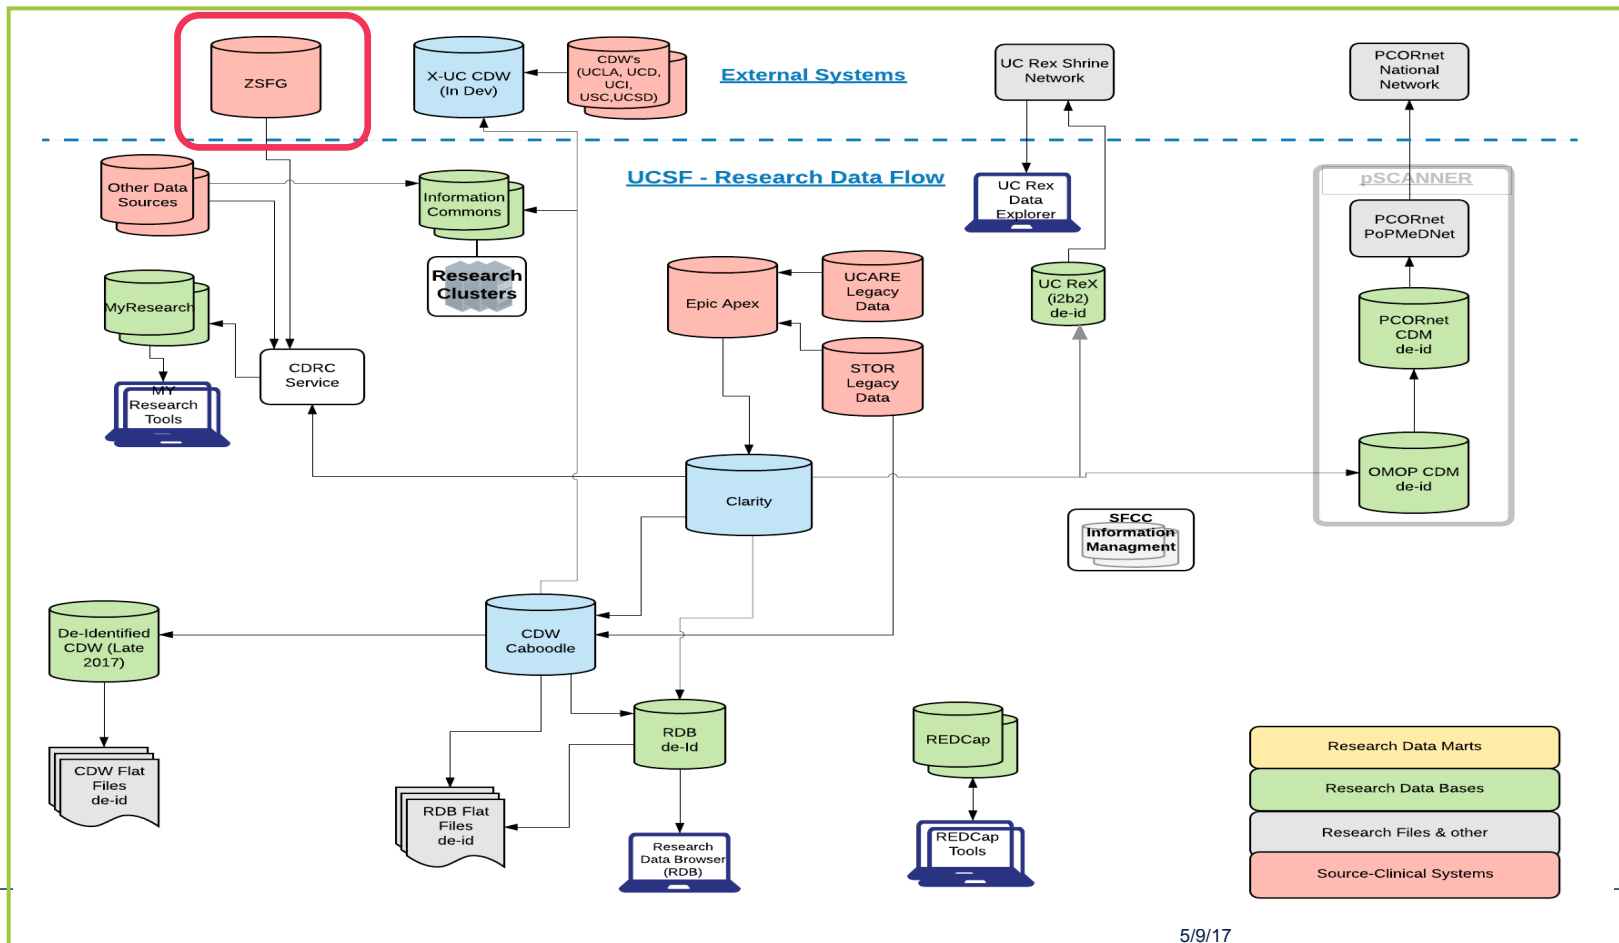 ZSFG
X-UC CDW
(In Dev)
CDW's
(UCLA, UCD,
UCI,
USC,UCSD)
External Systems
UC Rex Shrine
Network
PCORnet
National
Network
UCSF - Research Data Flow
Other Data
Sources
Information
Commons
Research
Clusters
UC Rex
Data
Explorer
pSCANNER
PCORnet
PoPMeDNet
MyResearch
CDRC
Service
MY
Research
Tools
Epic Apex
UCARE
Legacy
Data
STOR
Legacy
Data
UC ReX
(i2b2)
de-id
PCORnet
CDM
de-id
OMOP CDM
de-id
Clarity
SFCC
Information
Managment
De-Identified
CDW (Late
2017)
CDW
Caboodle
CDW Flat
Files
de-id
RDB
de-Id
RDB Flat
Files
de-id
Research
Data Browser
(RDB)
REDCap
REDCap
Tools
Research Data Marts
Research Data Bases
Research Files & other
Source-Clinical Systems
5/9/17